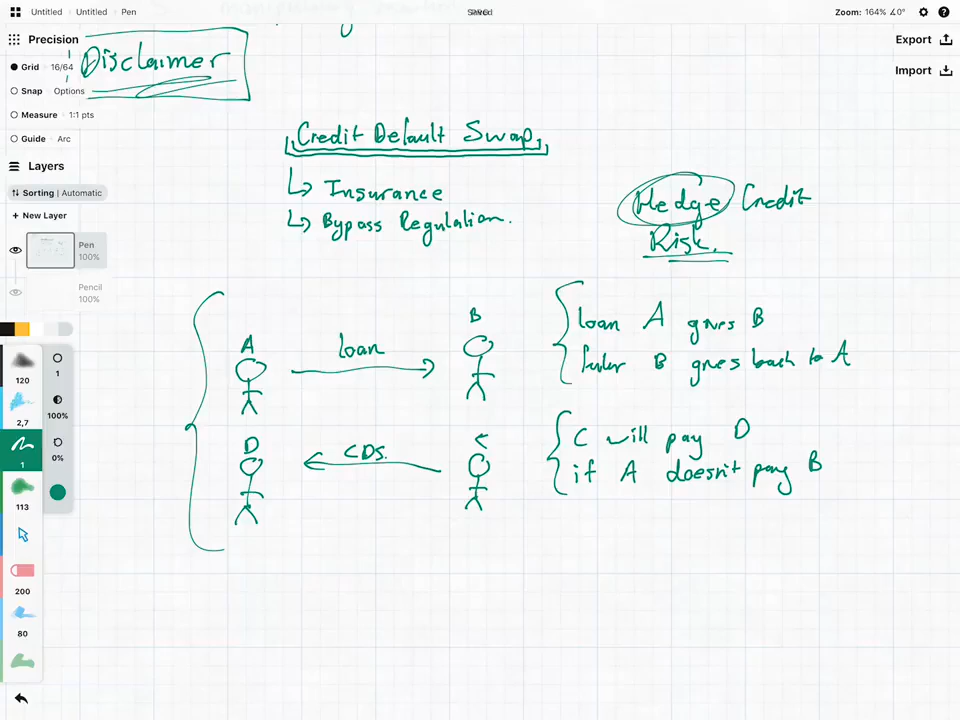 Untitled › Untitled › Pen
Saved
Zoom: 164% ∠0°
Precision
Export
Grid 16/64
Disclaimer
Import
Snap Options
Measure 1:1 pts
Guide Arc
Credit Default Swap
Layers
Sorting | Automatic
↳ Insurance
Hedge Credit
New Layer
↳ Bypass Regulation.
Risk.
Pen
100%
Pencil
100%
B
loan A gives B
A
loan
1
B gives back to A
120
100%
2,7
D
CDS.
C
C will pay D
0%
1
if A doesn't pay B
113
200
80